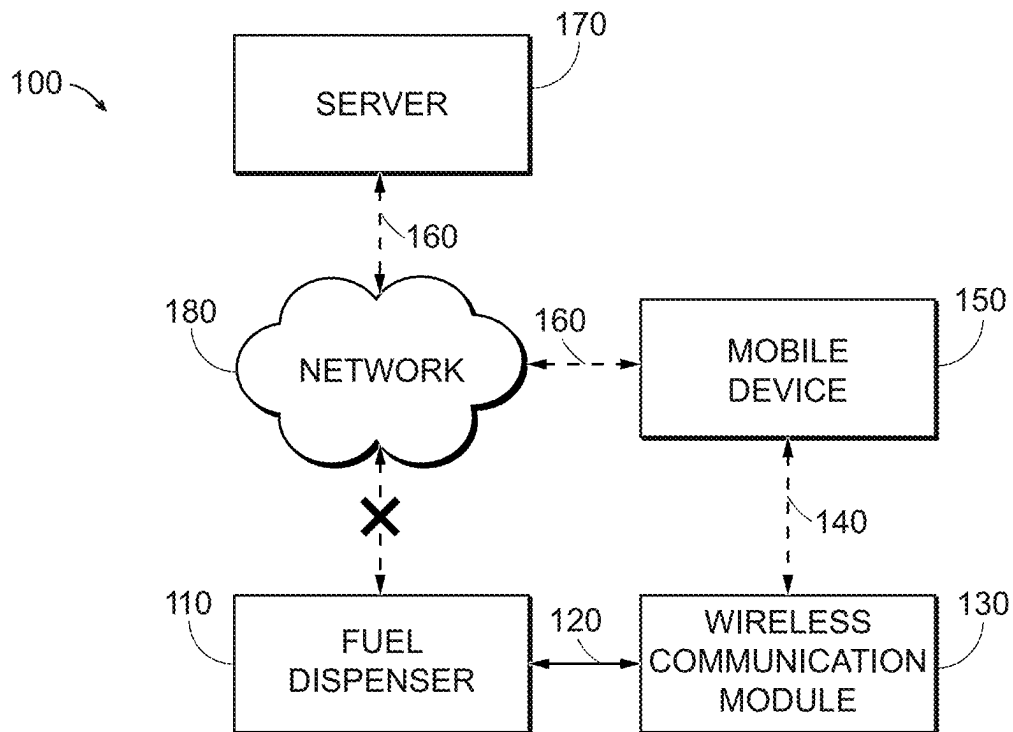 170
100
SERVER
160
180
150
160
NETWORK
MOBILE
DEVICE
140
110
120
130
FUEL
DISPENSER
WIRELESS
COMMUNICATION
MODULE